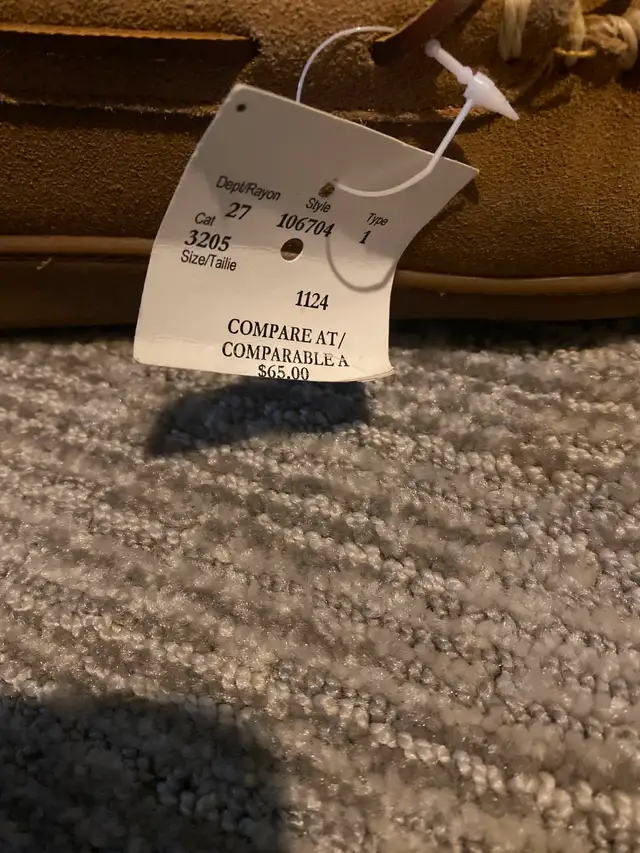 Dept/Rayon Style Type
27 106704 1
Cat
3205
Size/Taille
1124
COMPARE AT/
COMPARABLE A
$65.00